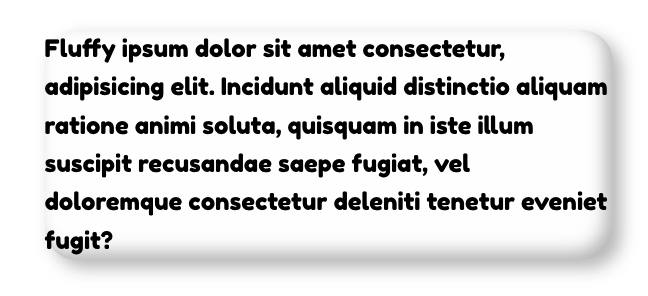 Fluffy ipsum dolor sit amet consectetur,
adipisicing elit. Incidunt aliquid distinctio aliquam
ratione animi soluta, quisquam in iste illum
suscipit recusandae saepe fugiat, vel
doloremque consectetur deleniti tenetur eveniet
fugit?